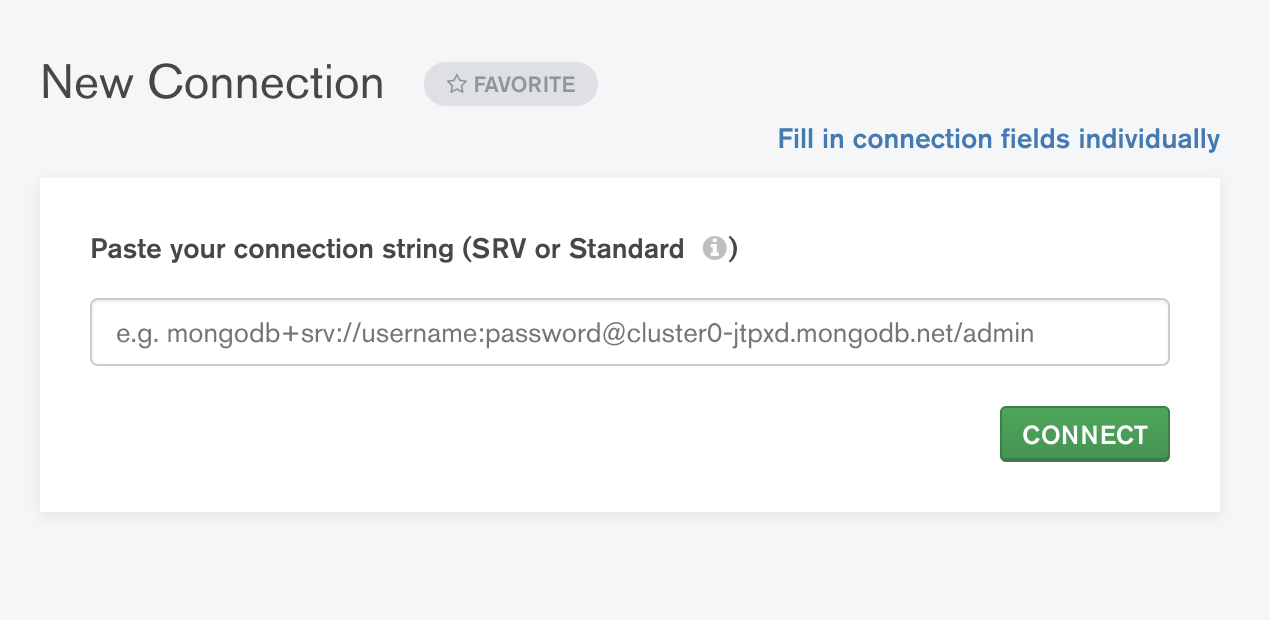 New Connection
FAVORITE
Fill in connection fields individually
Paste your connection string (SRV or Standard i)
e.g. mongodb+srv://username:password@cluster0-jtpxd.mongodb.net/admin
CONNECT